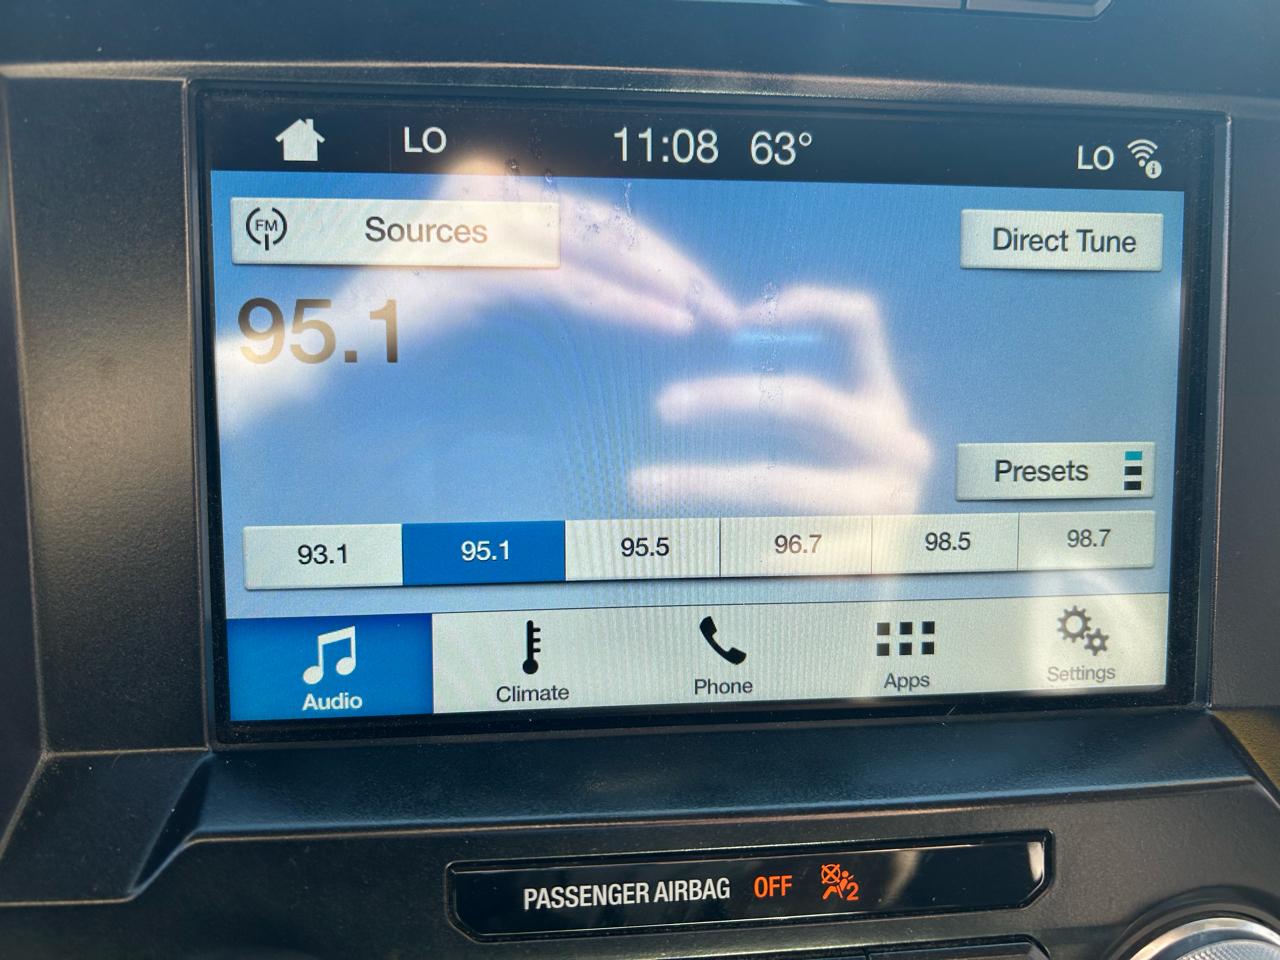 LO 11:08 63° LO
FM Sources Direct Tune
95.1
Presets
93.1 95.1 95.5 96.7 98.5 98.7
Audio Climate Phone Apps Settings
PASSENGER AIRBAG OFF 2